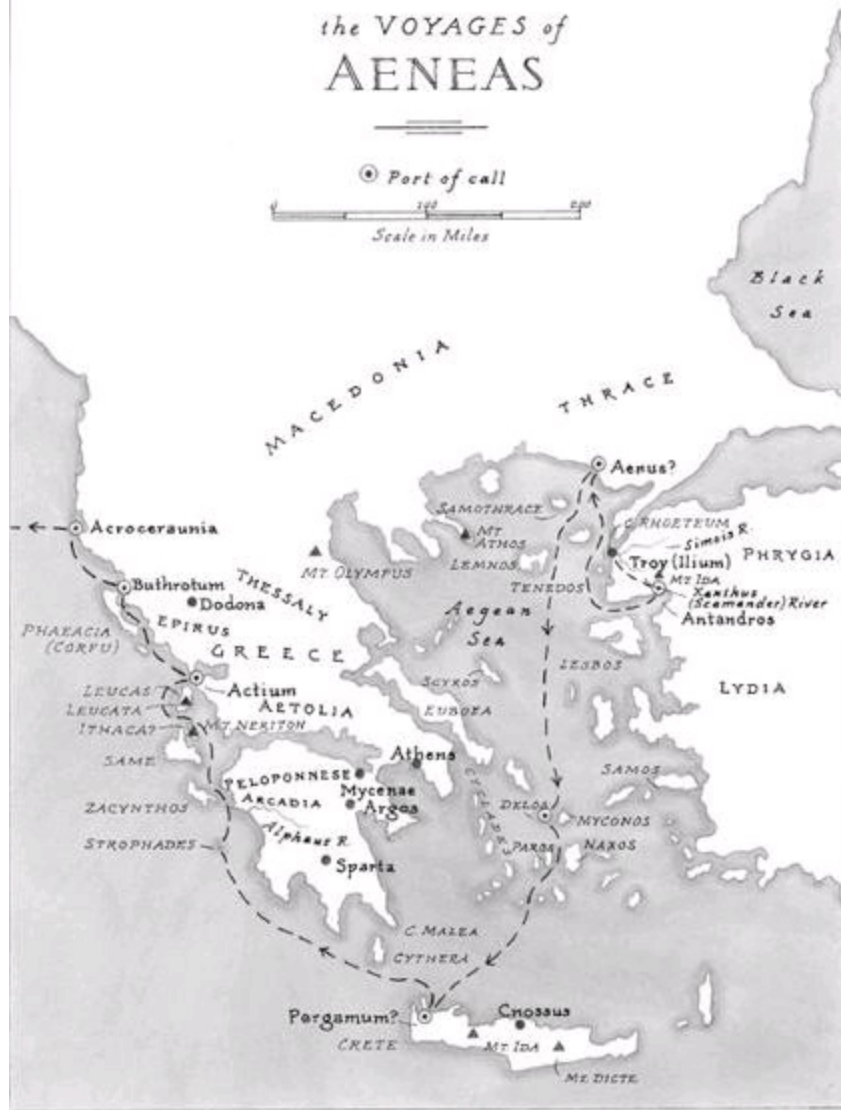 the VOYAGES of
AENEAS
Port of call
0 100 200
Scale in Miles
Black
Sea
MACEDONIA
THRACE
Aenus?
SAMOTHRACE
C. RHOETEUM
Simois R.
Acroceraunia
MT. ATHOS
Troy (Ilium)
PHRYGIA
MT. OLYMPUS
LEMNOS
MT. IDA
Buthrotum
THESSALY
TENEDOS
Xanthus
(Scamander) River
Dodona
Aegean
Sea
Antandros
PHAEACIA
(CORFU)
EPIRUS
GREECE
LESBOS
SCYROS
LEUCAS
Actium
LYDIA
LEUCATA
AETOLIA
EUBOEA
ITHACA?
MT. NERITON
SAME
Athens
PELOPONNESE
SAMOS
Mycenae
CYCLADES
ZACYNTHOS
ARCADIA
Argos
DELOS
MYCONOS
Alpheus R.
STROPHADES
PAROS
NAXOS
Sparta
C. MALEA
CYTHERA
Pergamum?
Cnossus
CRETE
MT. IDA
MT. DICTE